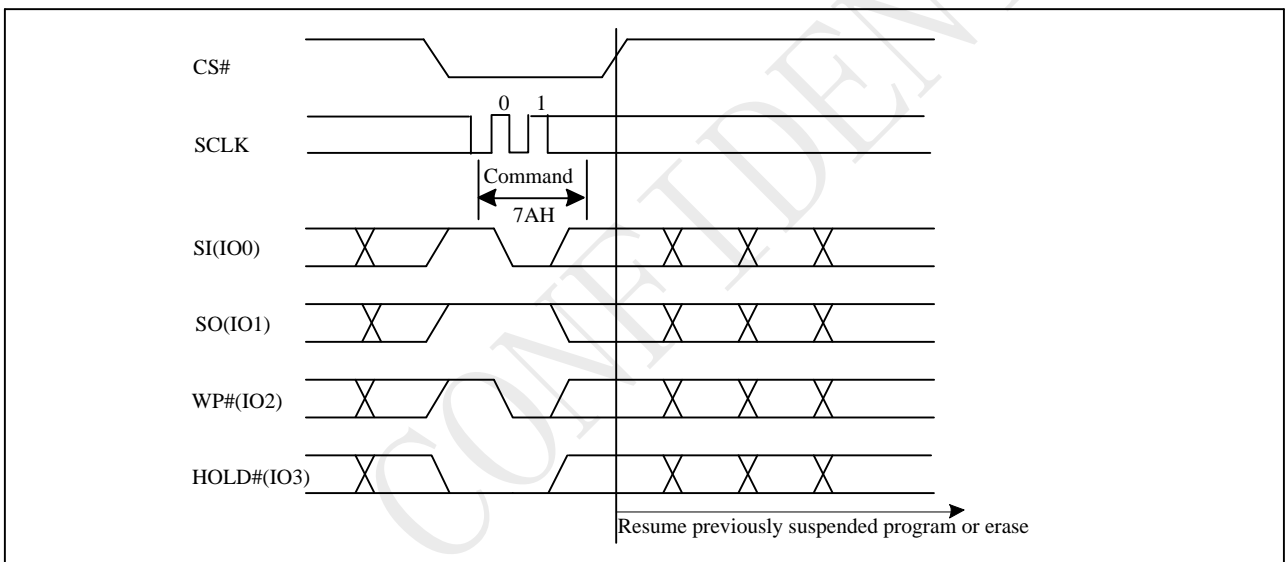 CS#
0 1
SCLK
Command
7AH
SI(IO0)
SO(IO1)
WP#(IO2)
HOLD#(IO3)
Resume previously suspended program or erase
CONFIDEN